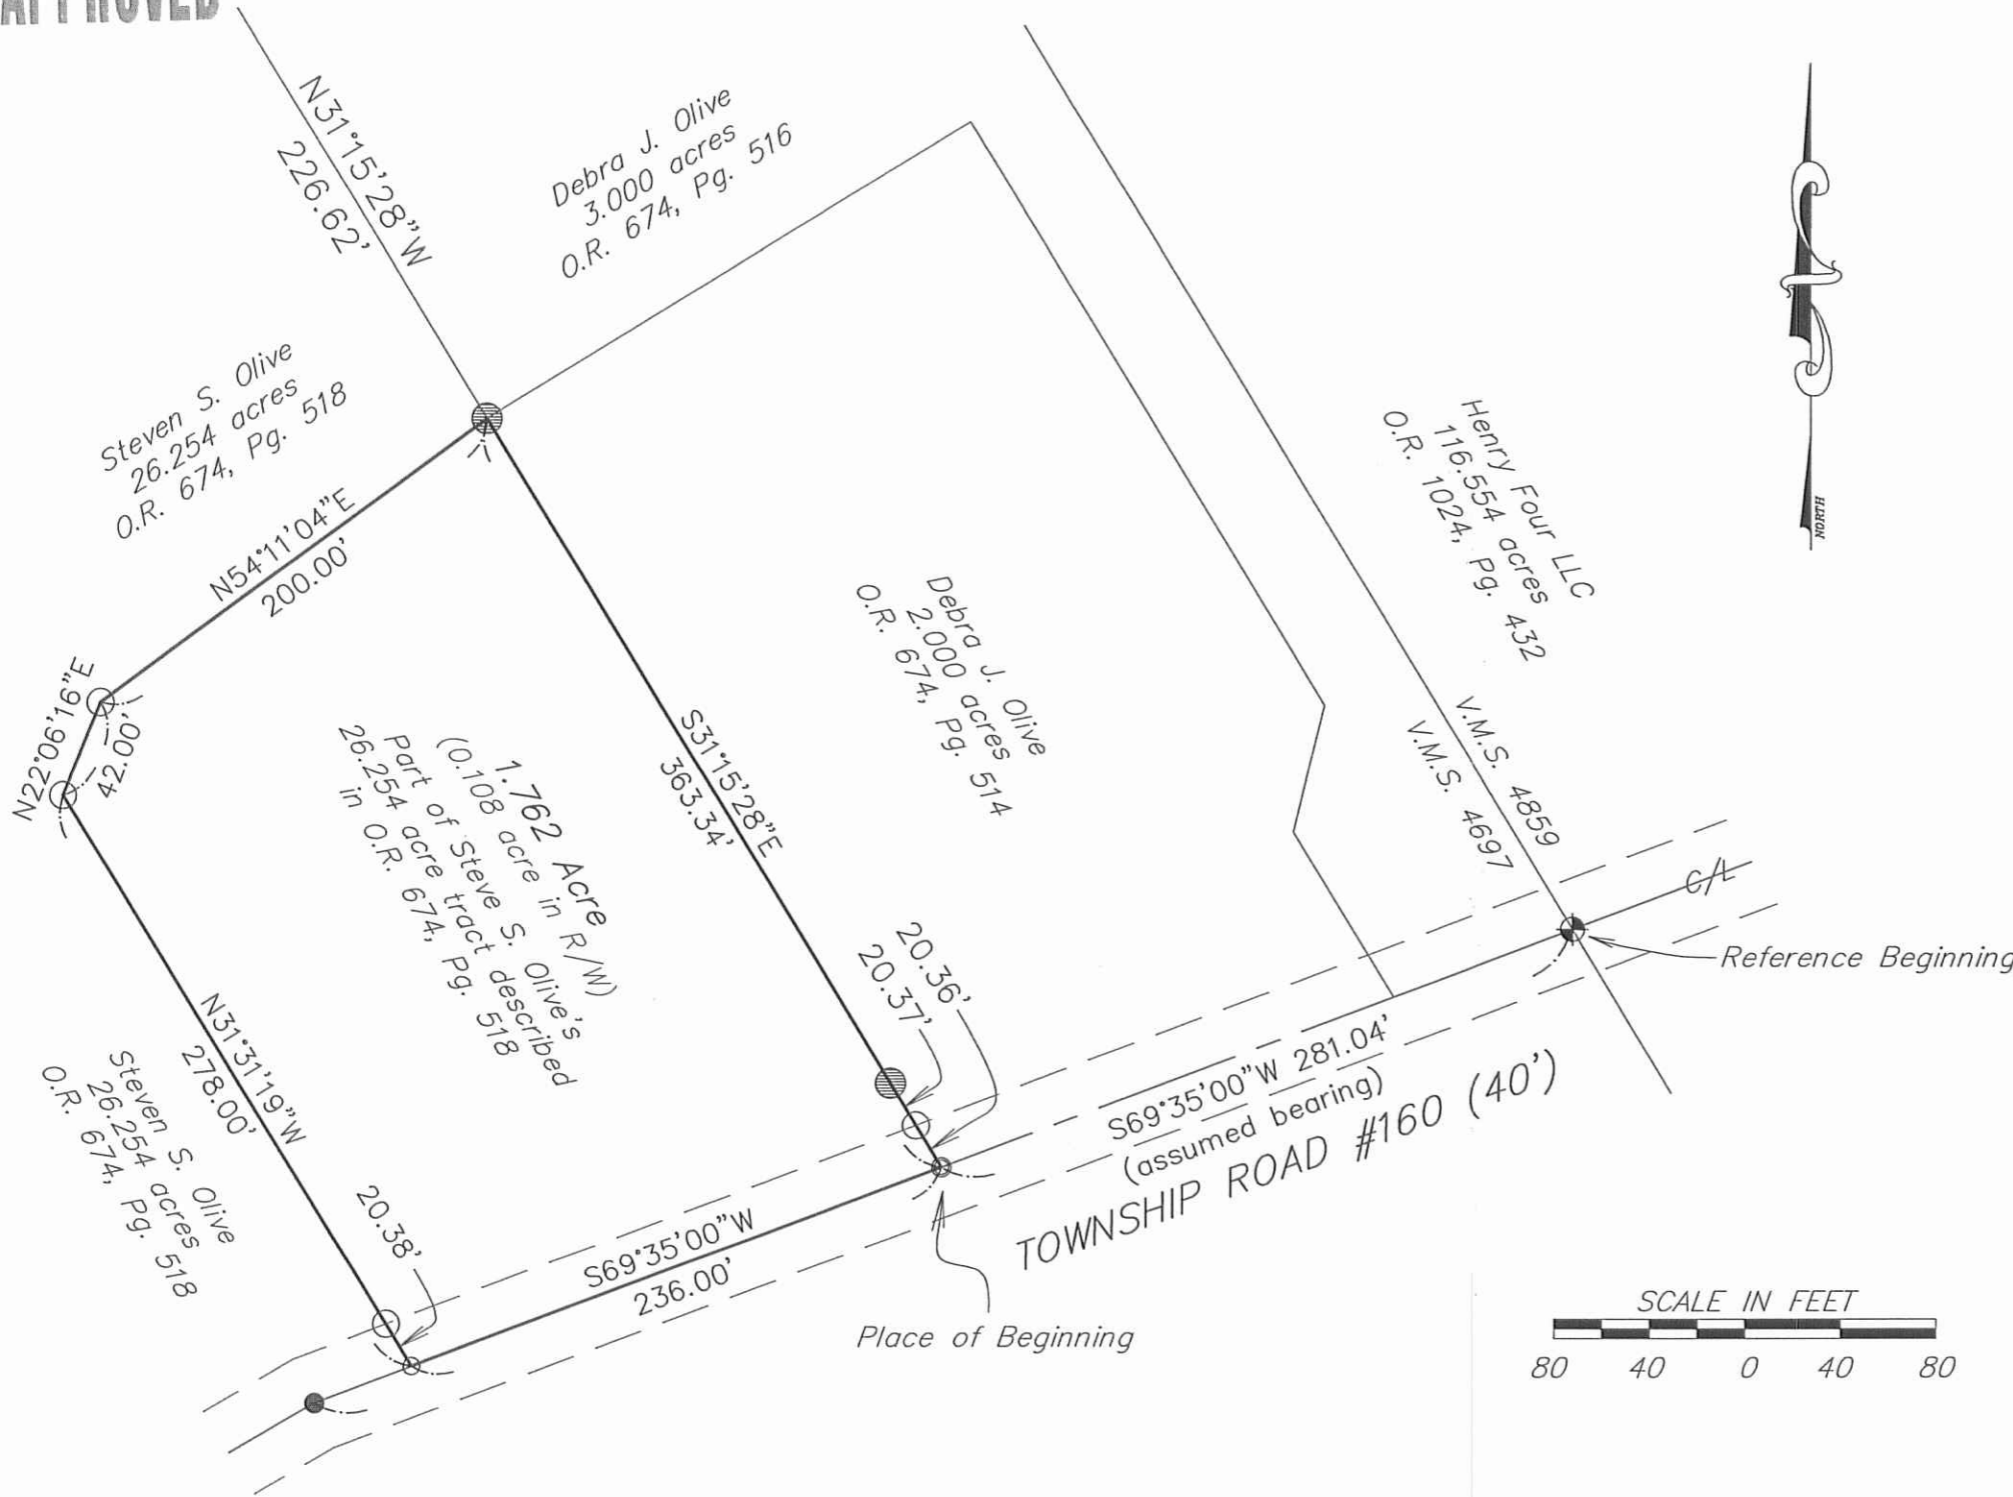 APPROVED
N31°15'28"W
226.62'
Debra J. Olive
3.000 acres
O.R. 674, Pg. 516
Steven S. Olive
26.254 acres
O.R. 674, Pg. 518
N54°11'04"E
200.00'
N22°06'16"E
42.00'
Henry Four LLC
116.554 acres
O.R. 1024, Pg. 432
NORTH
Debra J. Olive
2.000 acres
O.R. 674, Pg. 514
S31°15'28"E
363.34'
1.762 Acre
(0.108 acre in R/W)
Part of Steve S. Olive's
26.254 acre tract described
in O.R. 674, Pg. 518
V.M.S. 4859
V.M.S. 4697
C/L
Reference Beginning
20.36'
20.37'
N31°31'19"W
278.00'
Steven S. Olive
26.254 acres
O.R. 674, Pg. 518
20.38'
S69°35'00"W 281.04'
(assumed bearing)
TOWNSHIP ROAD #160 (40')
S69°35'00"W
236.00'
Place of Beginning
SCALE IN FEET
80 40 0 40 80